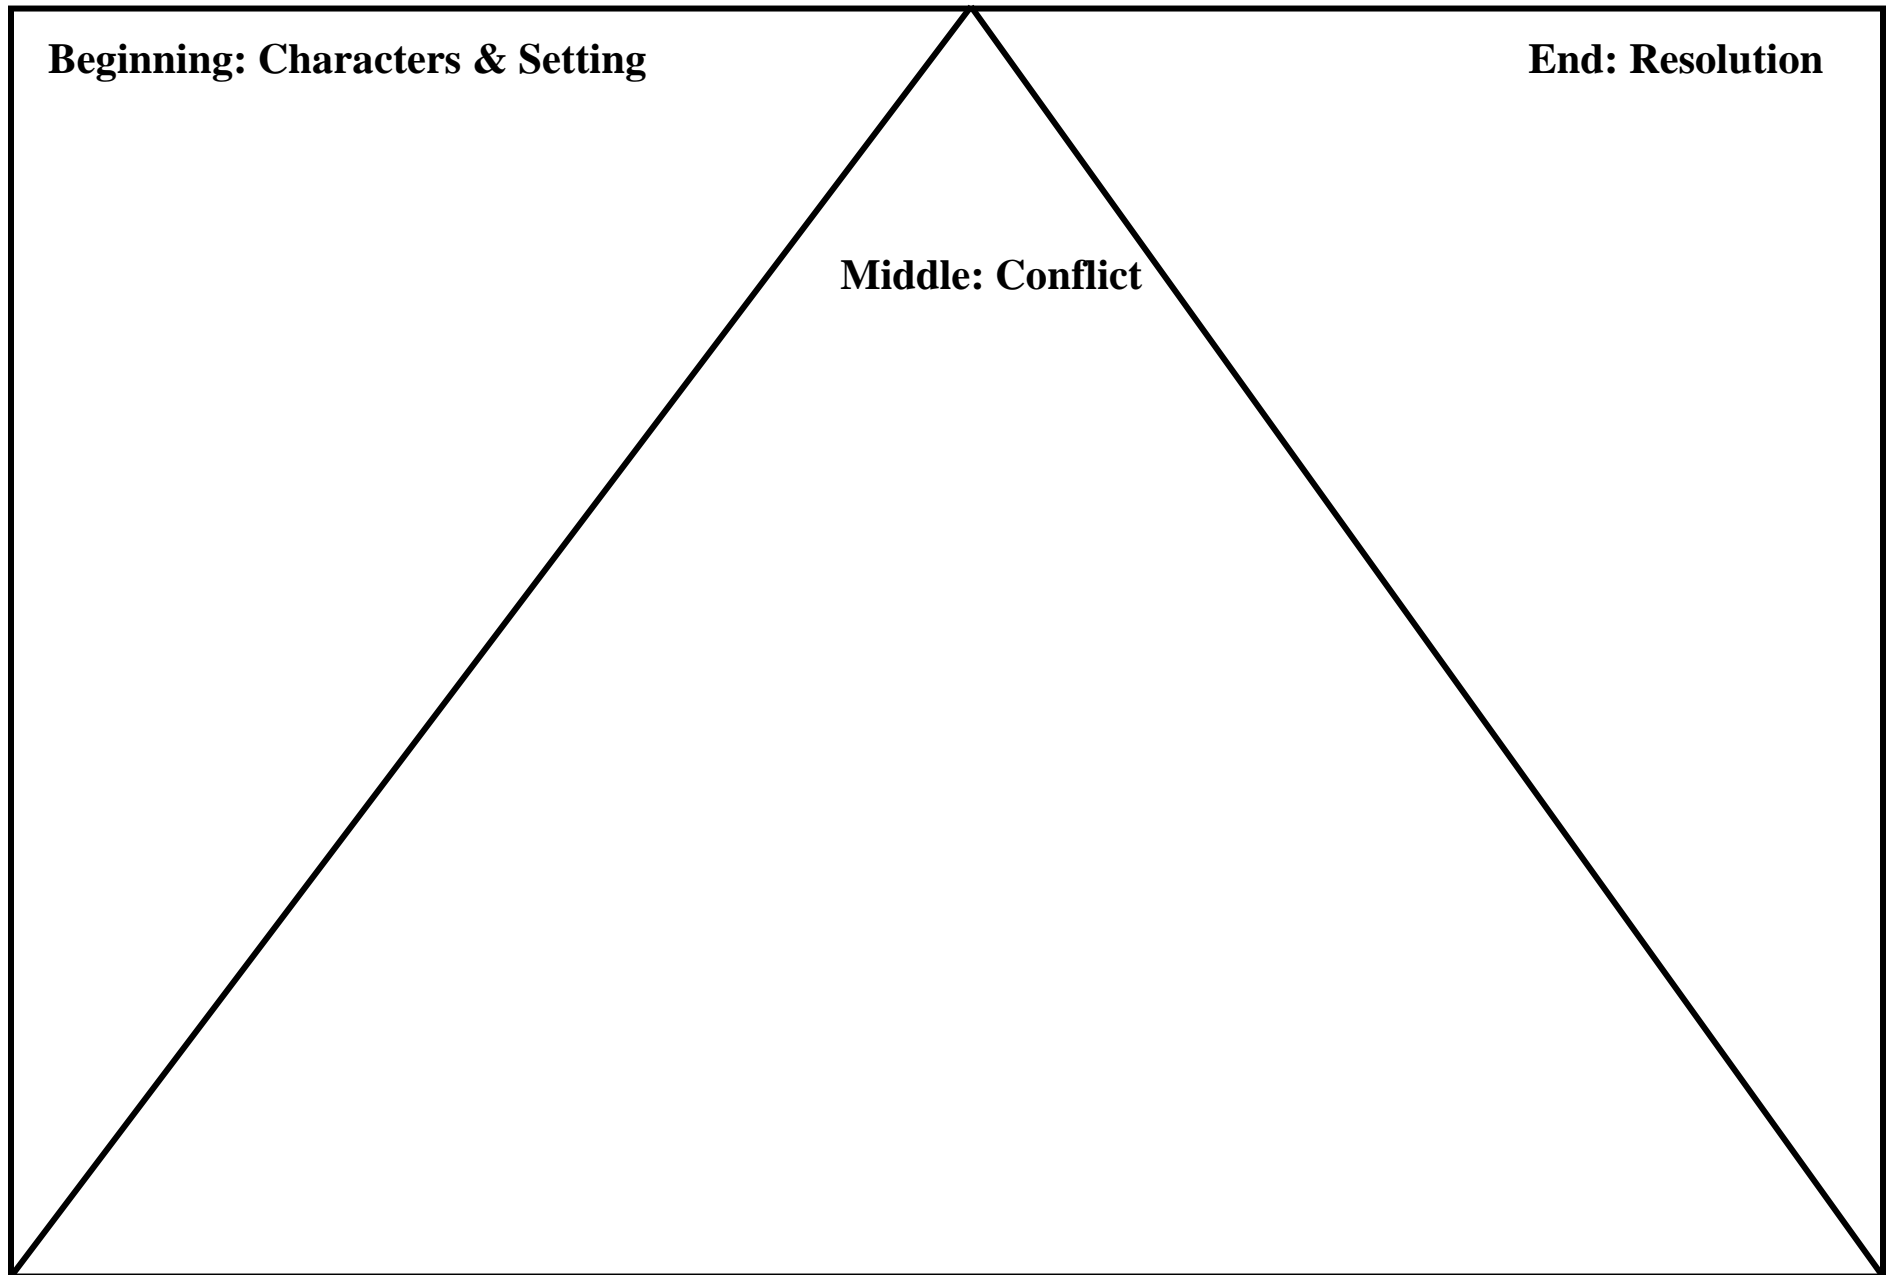 Beginning: Characters & Setting
End: Resolution
Middle: Conflict